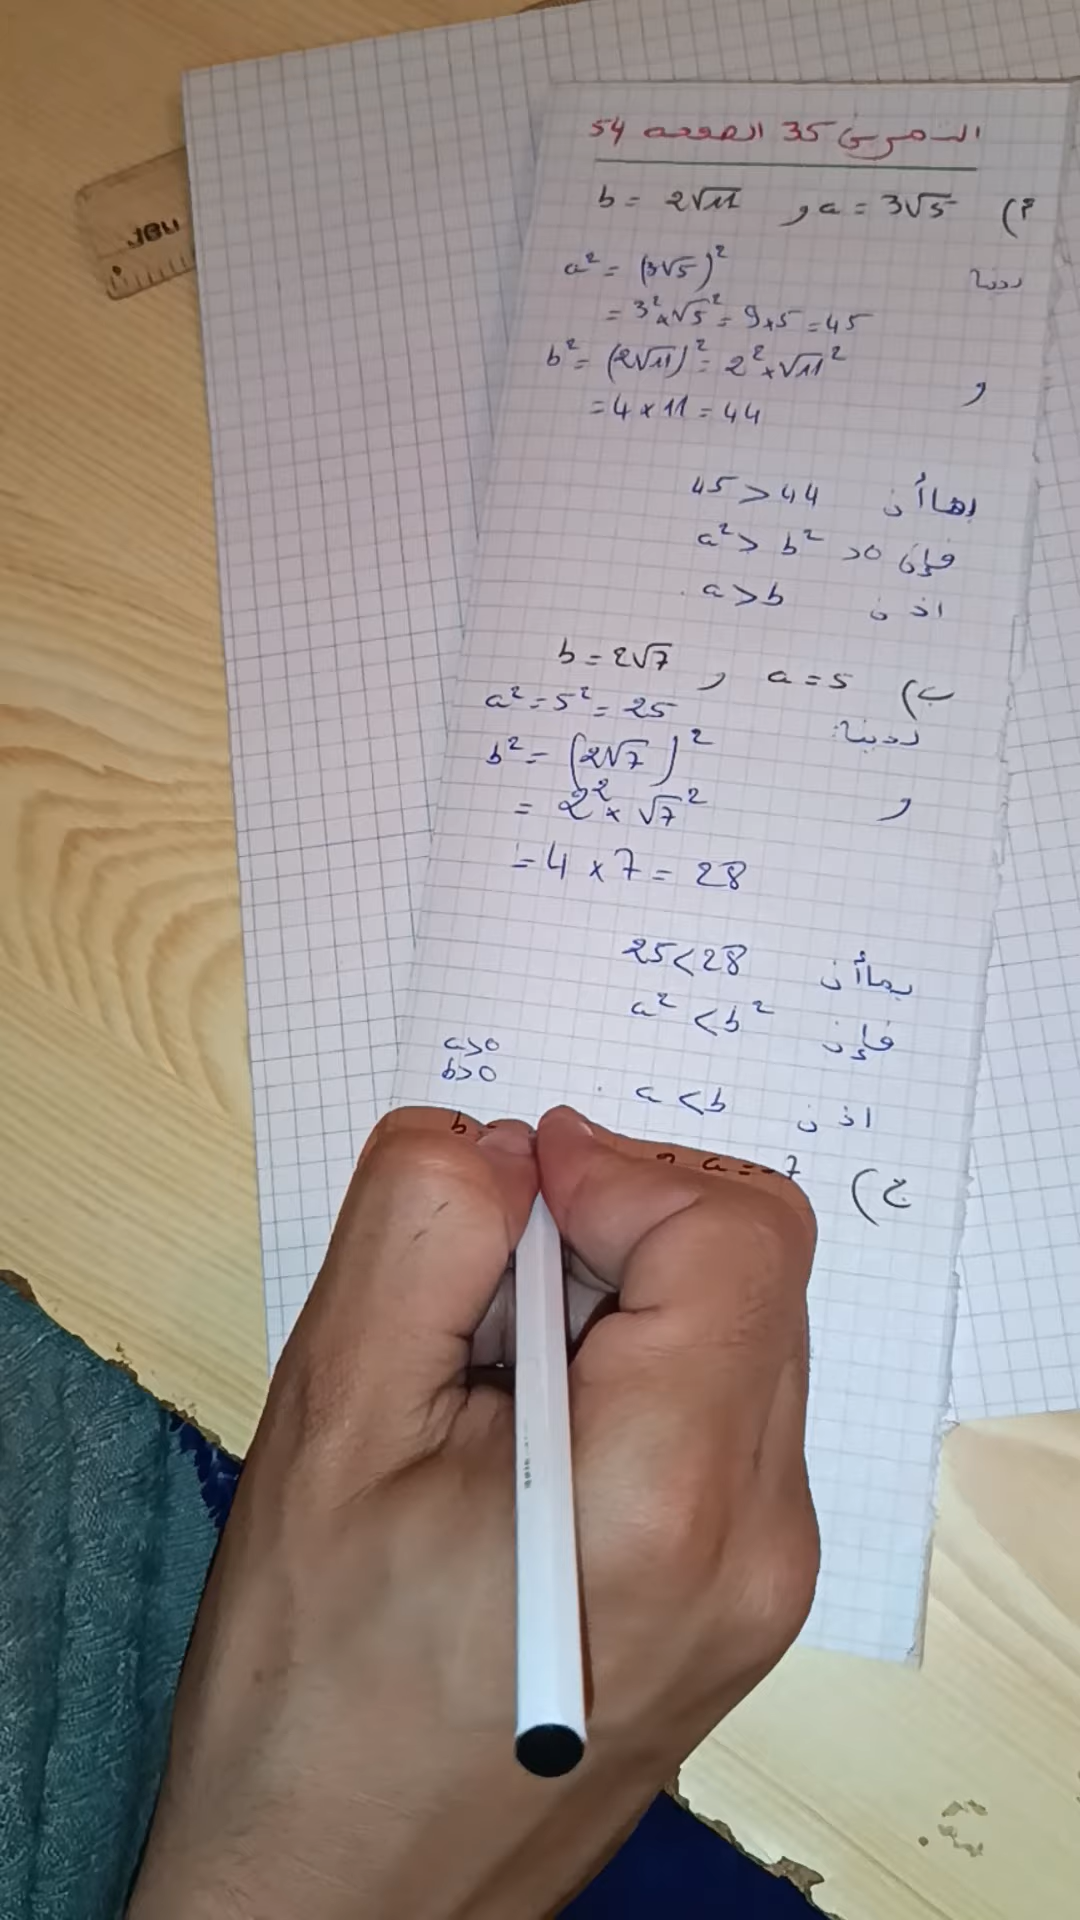 التمرين 35 الصفحة 54
أ) a = 3√5 و b = 2√11
لدينا a² = (3√5)²
= 3² × √5² = 9 × 5 = 45
و b² = (2√11)² = 2² × √11²
= 4 × 11 = 44
بما أن 45 > 44
فإن a² > b² > 0
اذن a > b
ب) a = 5 و b = 2√7
لدينا: a² = 5² = 25
b² = (2√7)²
و = 2² × √7²
= 4 × 7 = 28
بما أن 25 < 28
فإن a² < b²
a > 0
b > 0
اذن a < b
ج) a = -7 و b =